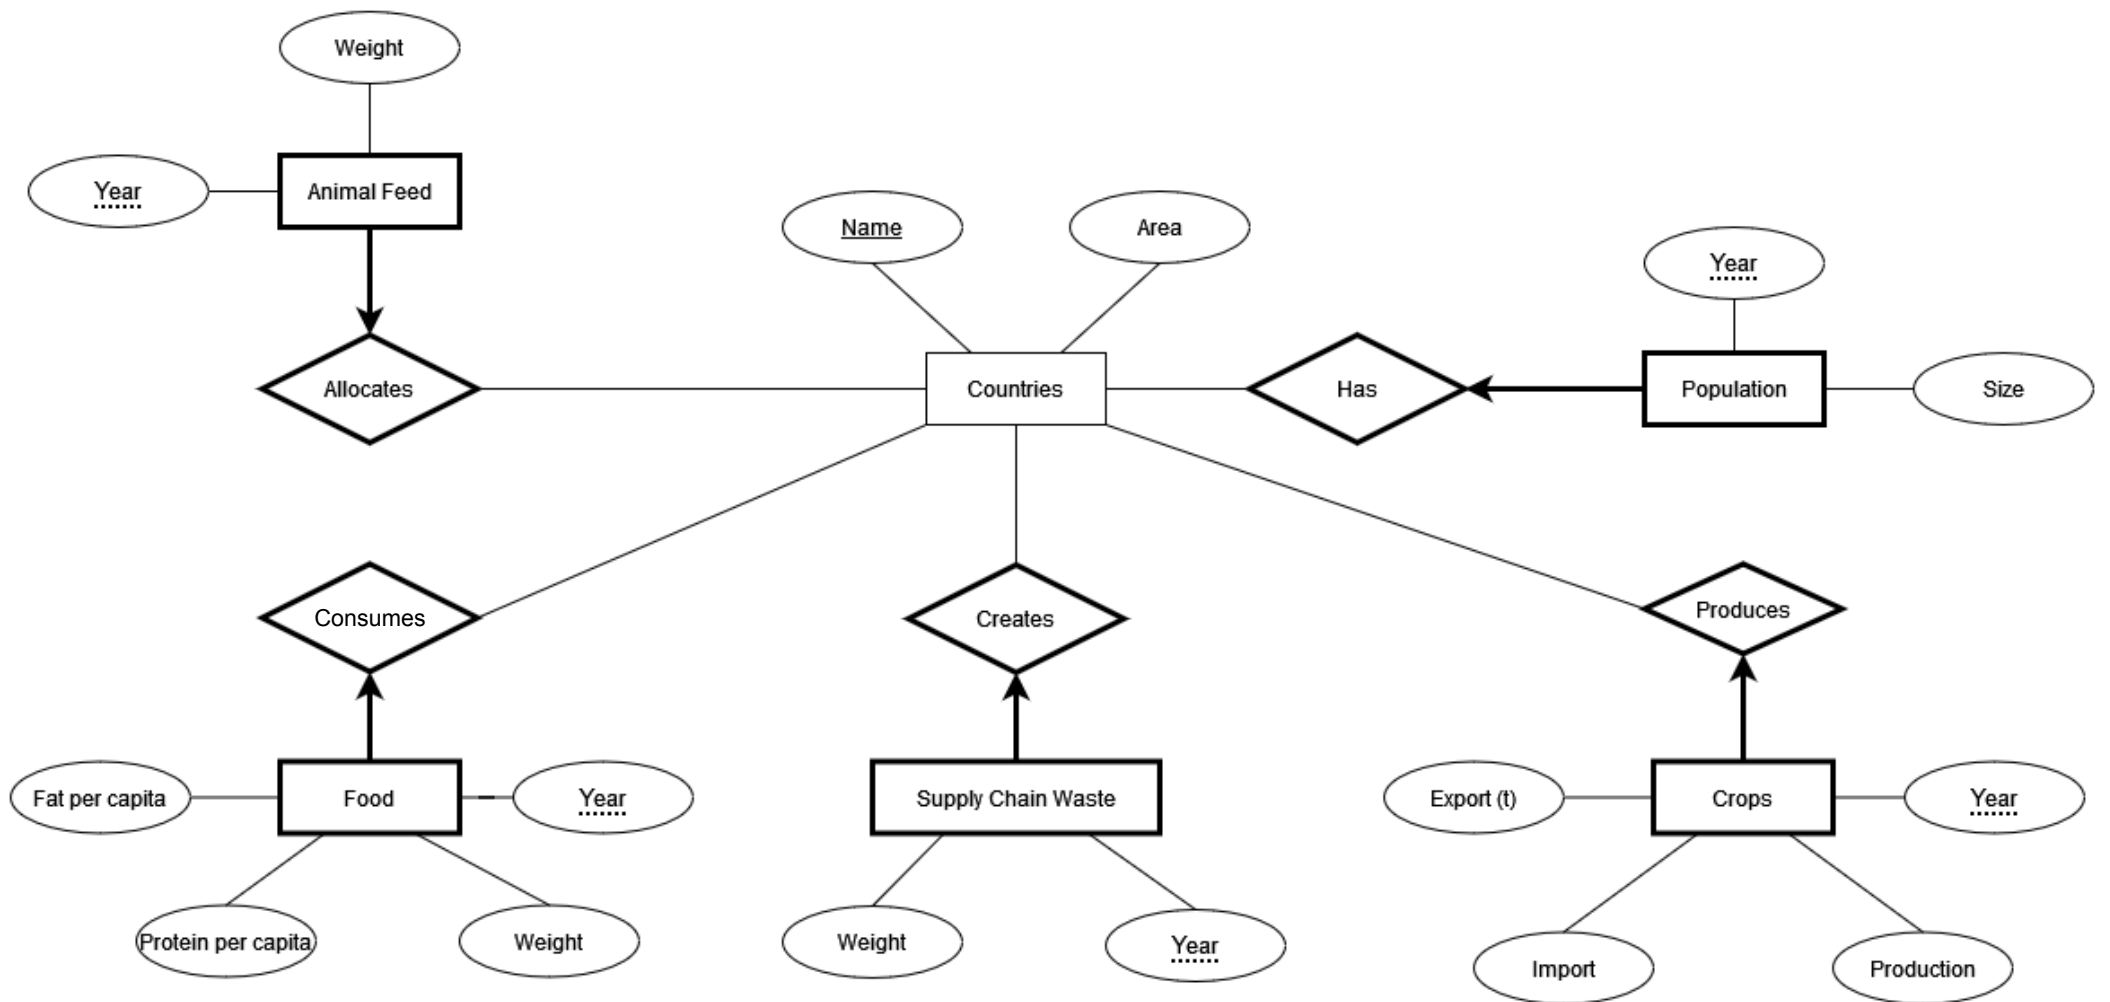 Weight
Year
Animal Feed
Name
Area
Year
Allocates
Countries
Has
Population
Size
Consumes
Creates
Produces
Fat per capita
Food
Year
Supply Chain Waste
Export (t)
Crops
Year
Protein per capita
Weight
Weight
Year
Import
Production